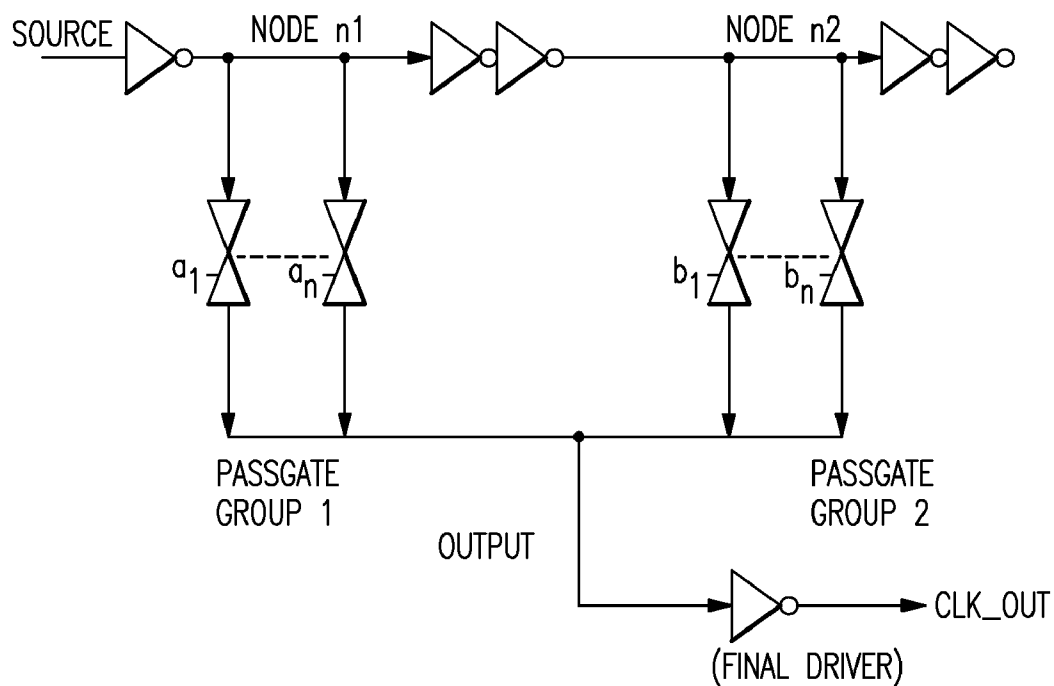 SOURCE
NODE n1
NODE n2
a1
an
b1
bn
PASSGATE
GROUP 1
PASSGATE
GROUP 2
OUTPUT
CLK_OUT
(FINAL DRIVER)